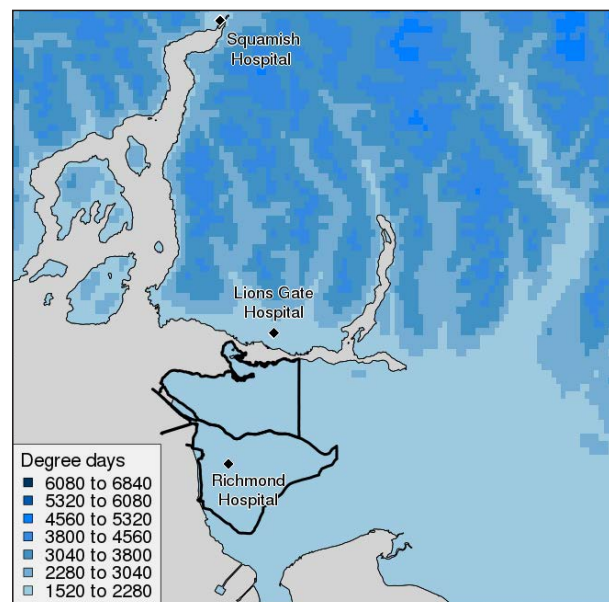 Squamish
Hospital
Lions Gate
Hospital
Richmond
Hospital
Degree days
6080 to 6840
5320 to 6080
4560 to 5320
3800 to 4560
3040 to 3800
2280 to 3040
1520 to 2280